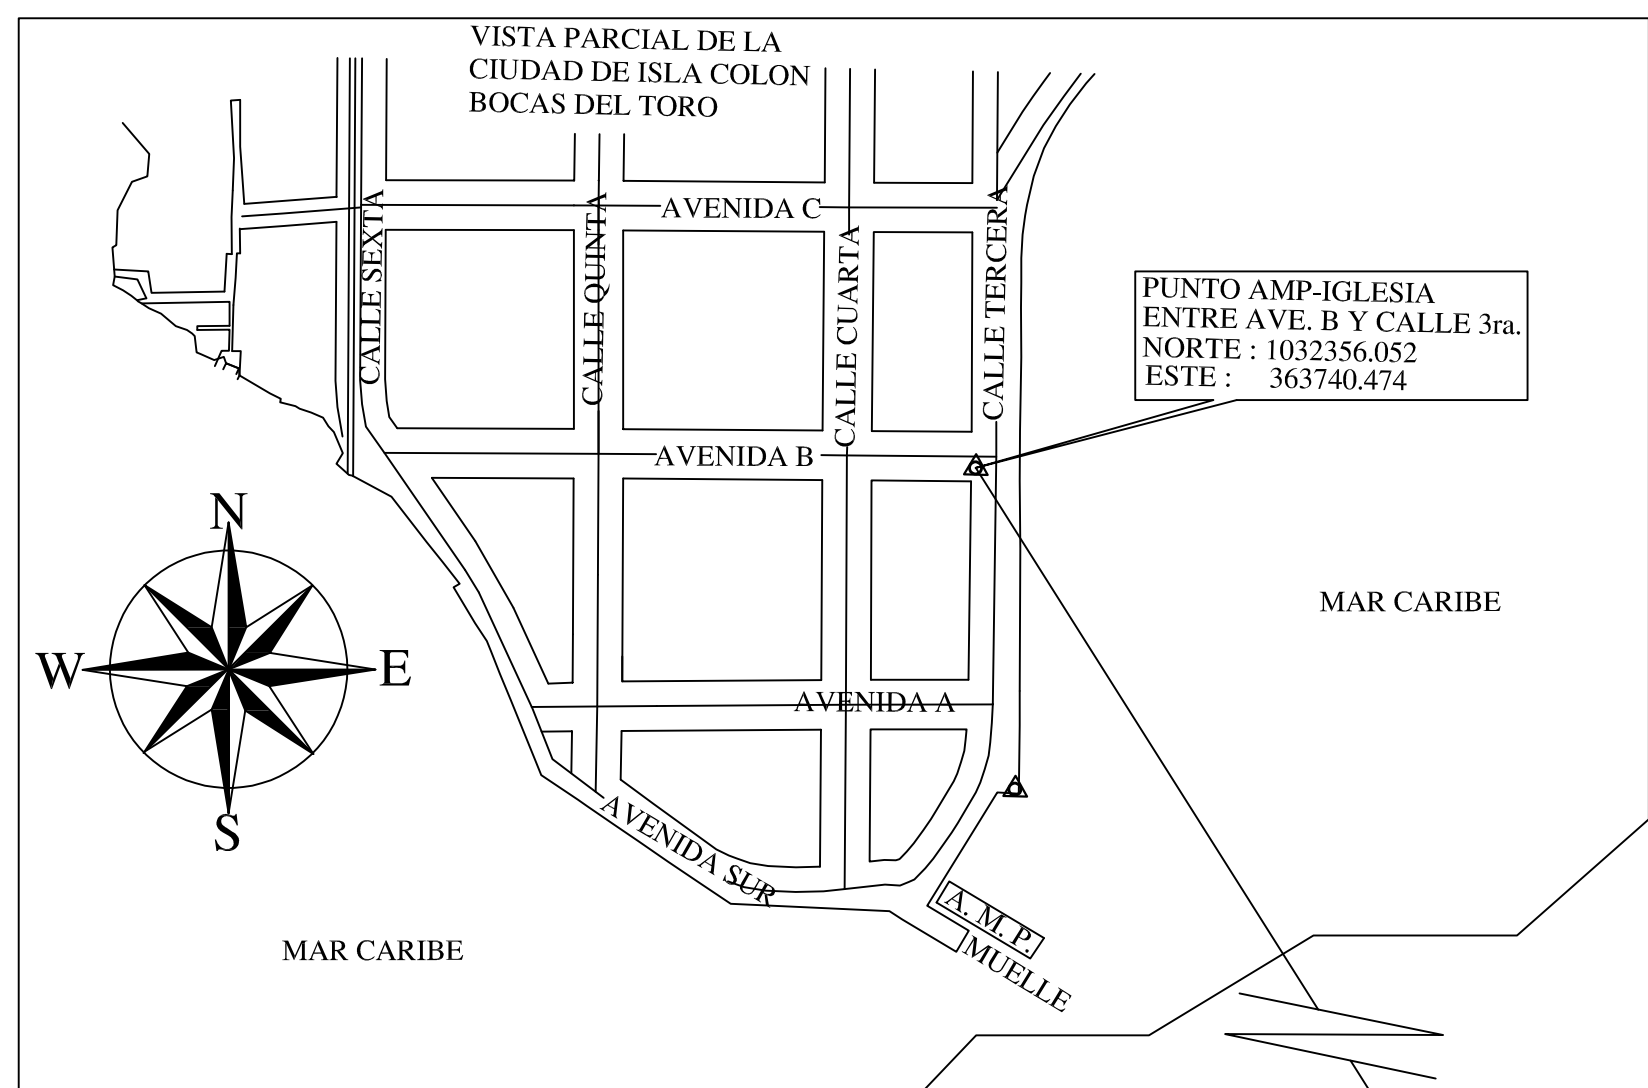 VISTA PARCIAL DE LA
CIUDAD DE ISLA COLON
BOCAS DEL TORO
AVENIDA C
CALLE SEXTA
CALLE QUINTA
CALLE CUARTA
CALLE TERCERA
PUNTO AMP-IGLESIA
ENTRE AVE. B Y CALLE 3ra.
NORTE : 1032356.052
ESTE : 363740.474
AVENIDA B
N
W
E
S
MAR CARIBE
AVENIDA A
AVENIDA SUR
A. M. P.
MUELLE
MAR CARIBE